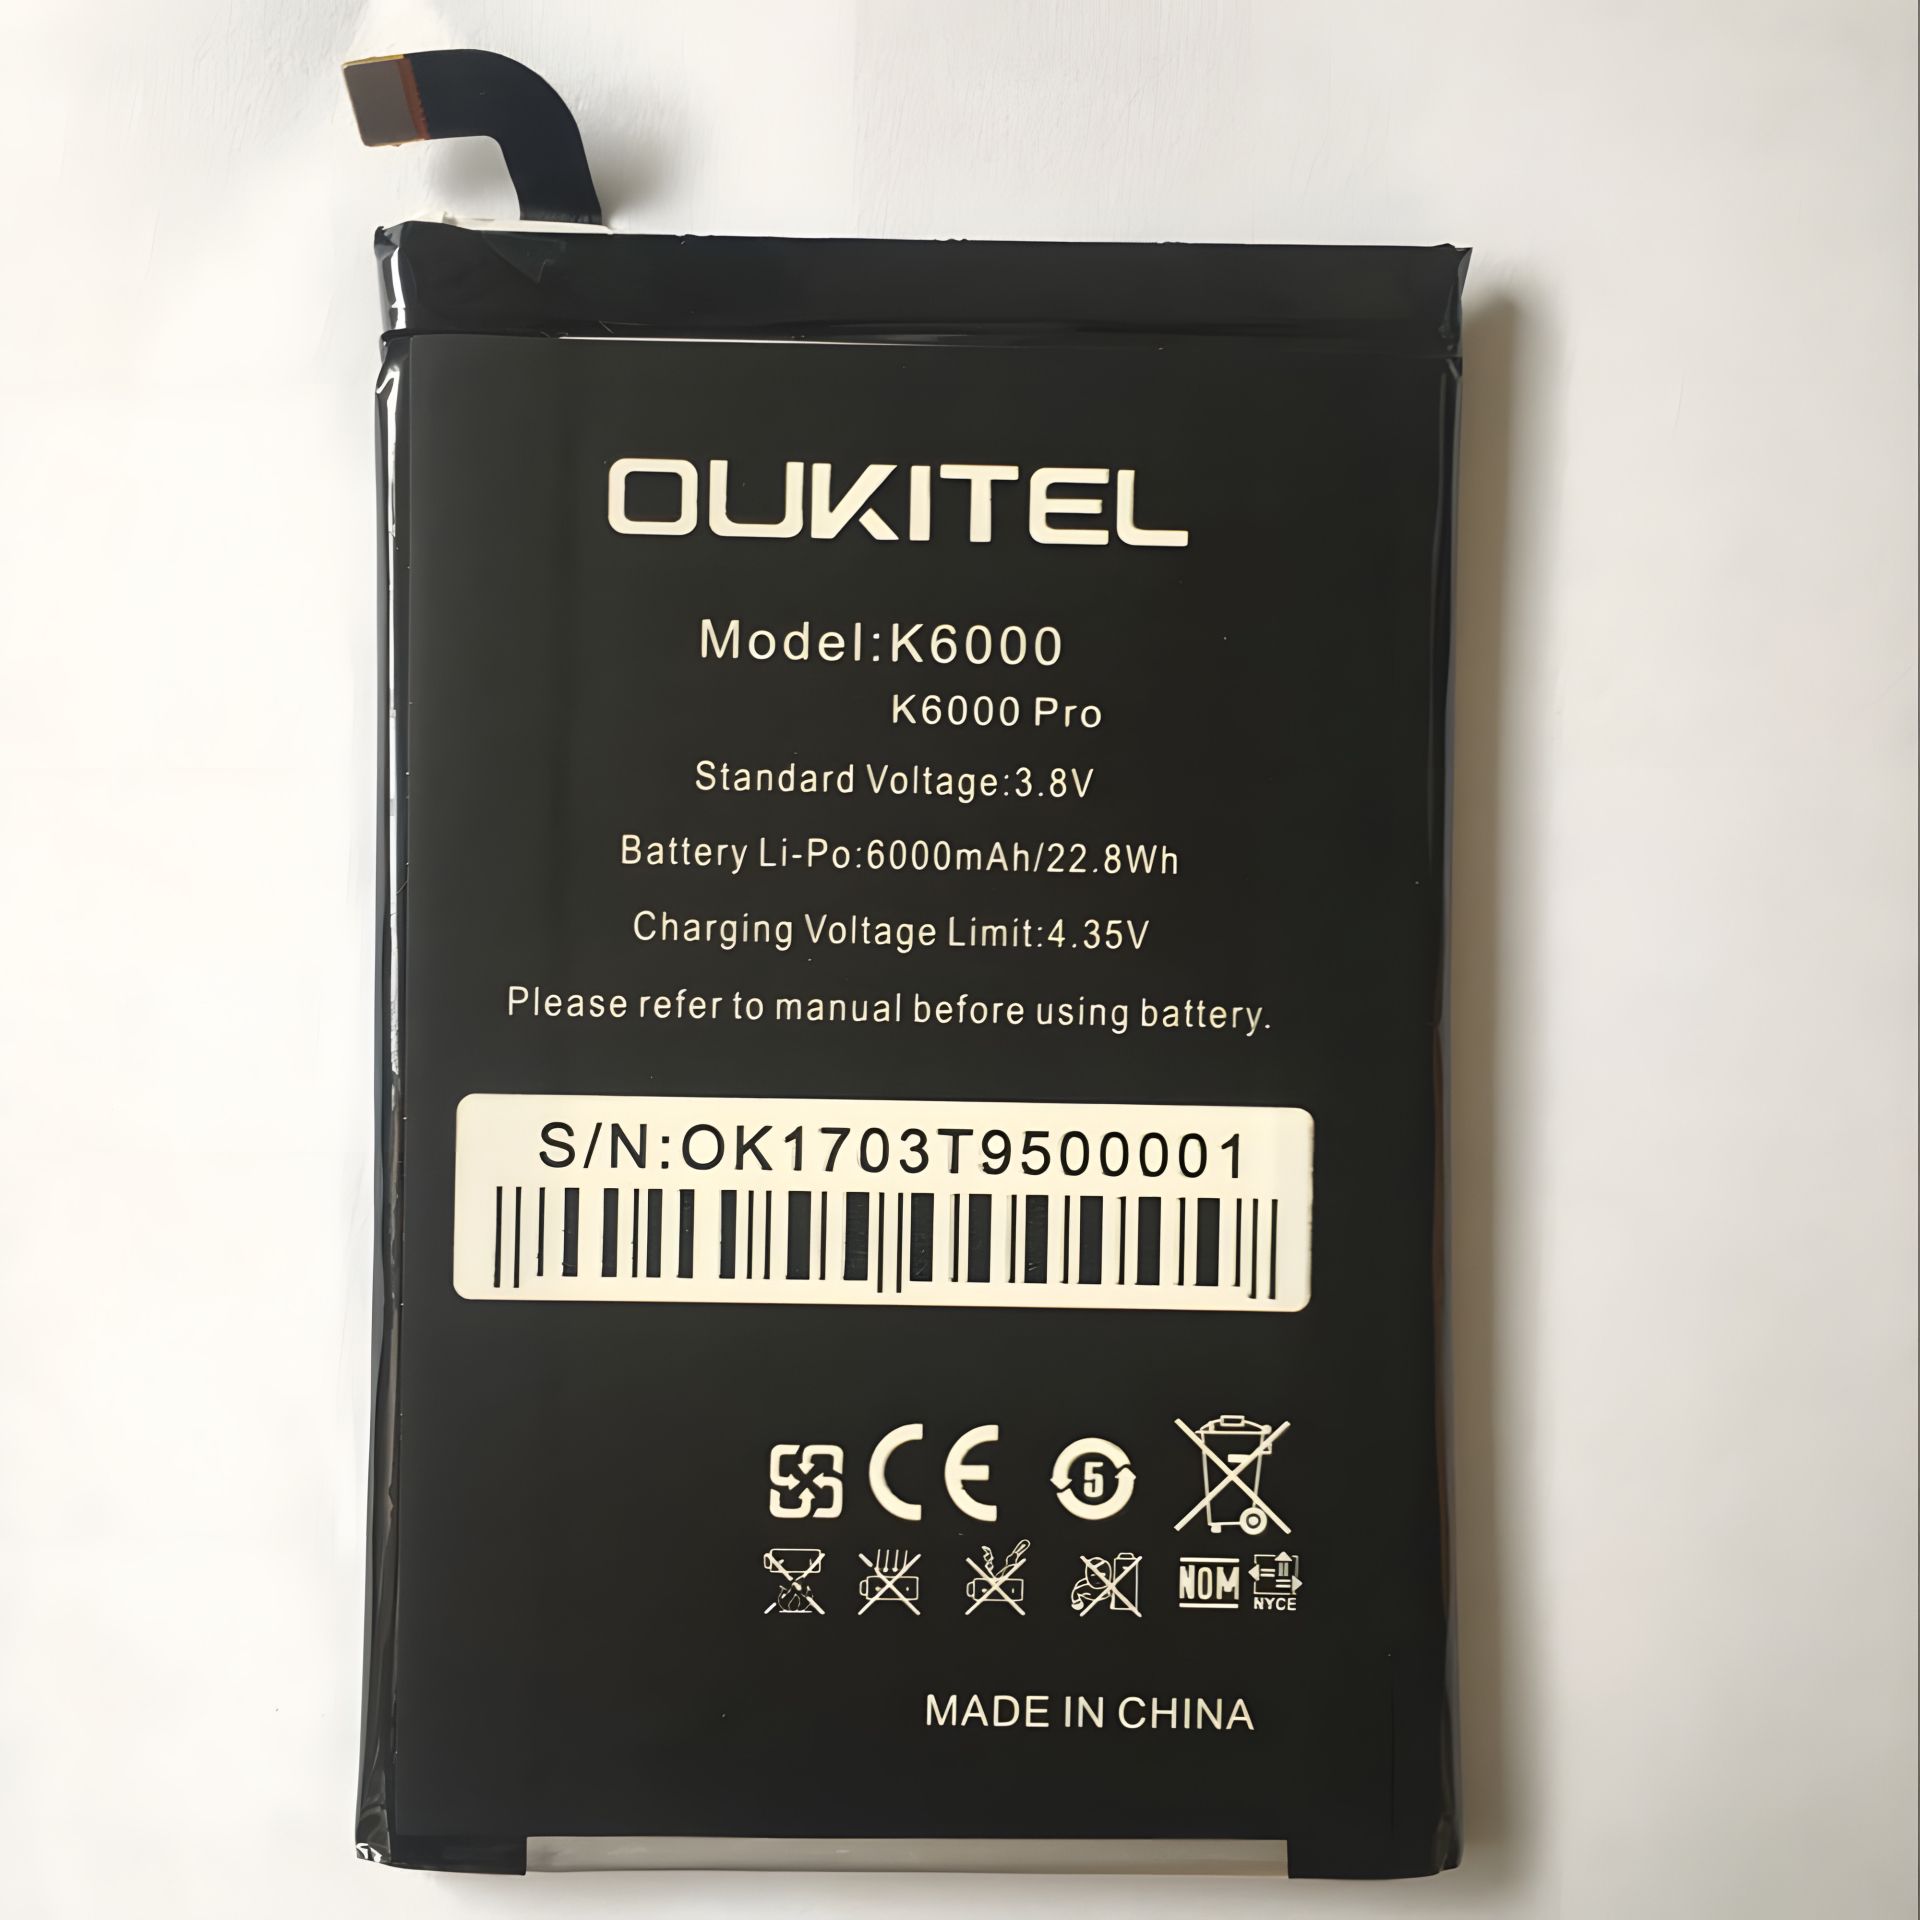 OUKITEL
Model:K6000
K6000 Pro
Standard Voltage:3.8V
Battery Li-Po:6000mAh/22.8Wh
Charging Voltage Limit:4.35V
Please refer to manual before using battery.
S/N:OK1703T9500001
CE 5
NOM NYCE
MADE IN CHINA